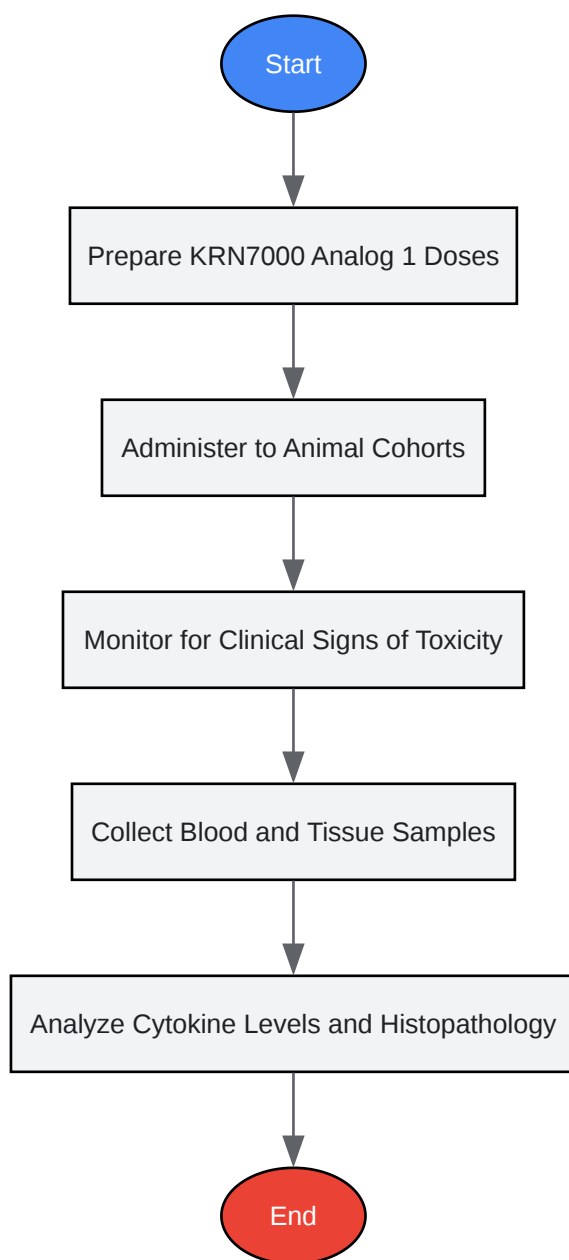 Start
Prepare KRN7000 Analog 1 Doses
Administer to Animal Cohorts
Monitor for Clinical Signs of Toxicity
Collect Blood and Tissue Samples
Analyze Cytokine Levels and Histopathology
End